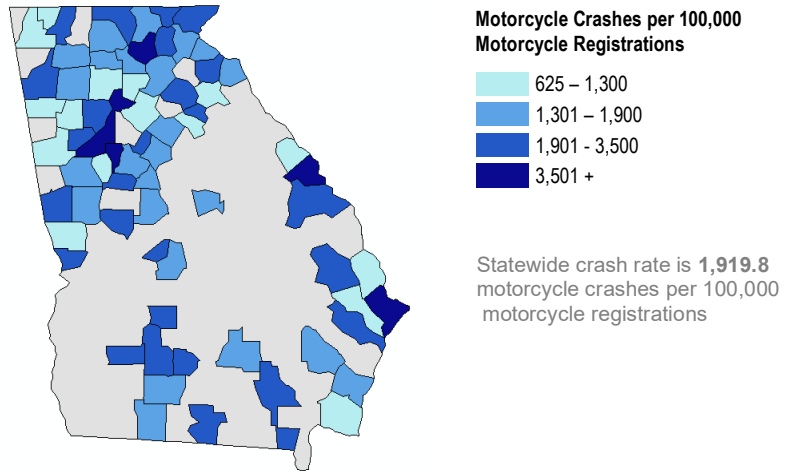 Motorcycle Crashes per 100,000
Motorcycle Registrations
625 – 1,300
1,301 – 1,900
1,901 - 3,500
3,501 +
Statewide crash rate is 1,919.8
motorcycle crashes per 100,000
motorcycle registrations